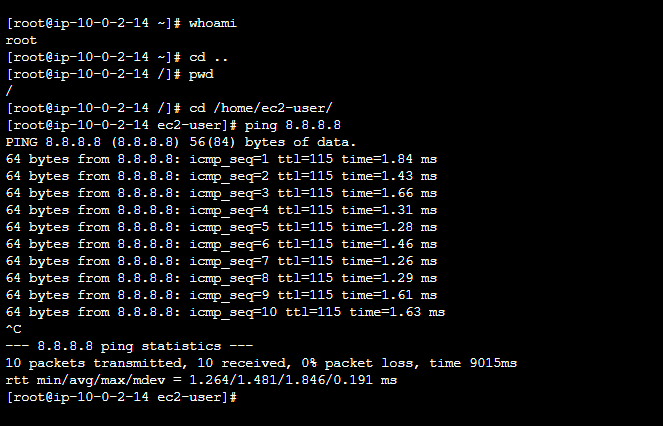 [root@ip-10-0-2-14 ~]# whoami
root
[root@ip-10-0-2-14 ~]# cd ..
[root@ip-10-0-2-14 /]# pwd
/
[root@ip-10-0-2-14 /]# cd /home/ec2-user/
[root@ip-10-0-2-14 ec2-user]# ping 8.8.8.8
PING 8.8.8.8 (8.8.8.8) 56(84) bytes of data.
64 bytes from 8.8.8.8: icmp_seq=1 ttl=115 time=1.84 ms
64 bytes from 8.8.8.8: icmp_seq=2 ttl=115 time=1.43 ms
64 bytes from 8.8.8.8: icmp_seq=3 ttl=115 time=1.66 ms
64 bytes from 8.8.8.8: icmp_seq=4 ttl=115 time=1.31 ms
64 bytes from 8.8.8.8: icmp_seq=5 ttl=115 time=1.28 ms
64 bytes from 8.8.8.8: icmp_seq=6 ttl=115 time=1.46 ms
64 bytes from 8.8.8.8: icmp_seq=7 ttl=115 time=1.26 ms
64 bytes from 8.8.8.8: icmp_seq=8 ttl=115 time=1.29 ms
64 bytes from 8.8.8.8: icmp_seq=9 ttl=115 time=1.61 ms
64 bytes from 8.8.8.8: icmp_seq=10 ttl=115 time=1.63 ms
^C
--- 8.8.8.8 ping statistics ---
10 packets transmitted, 10 received, 0% packet loss, time 9015ms
rtt min/avg/max/mdev = 1.264/1.481/1.846/0.191 ms
[root@ip-10-0-2-14 ec2-user]#